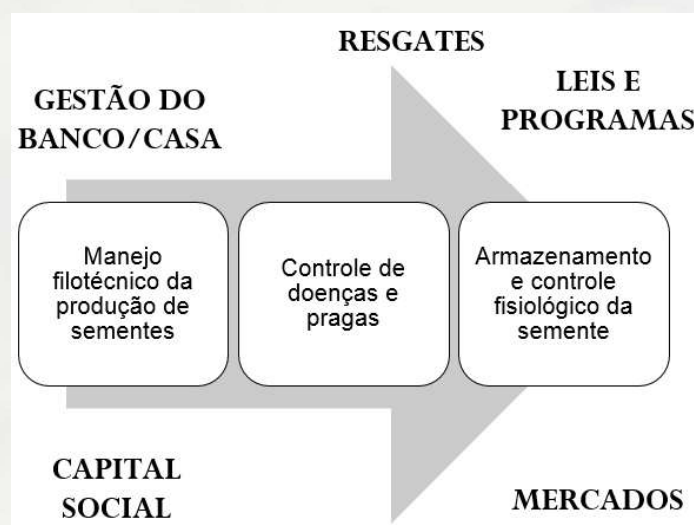 RESGATES
LEIS E
PROGRAMAS
GESTÃO DO
BANCO/CASA
Manejo
filotécnico da
produção de
sementes
Controle de
doenças e
pragas
Armazenamento
e controle
fisiológico da
semente
CAPITAL
SOCIAL
MERCADOS